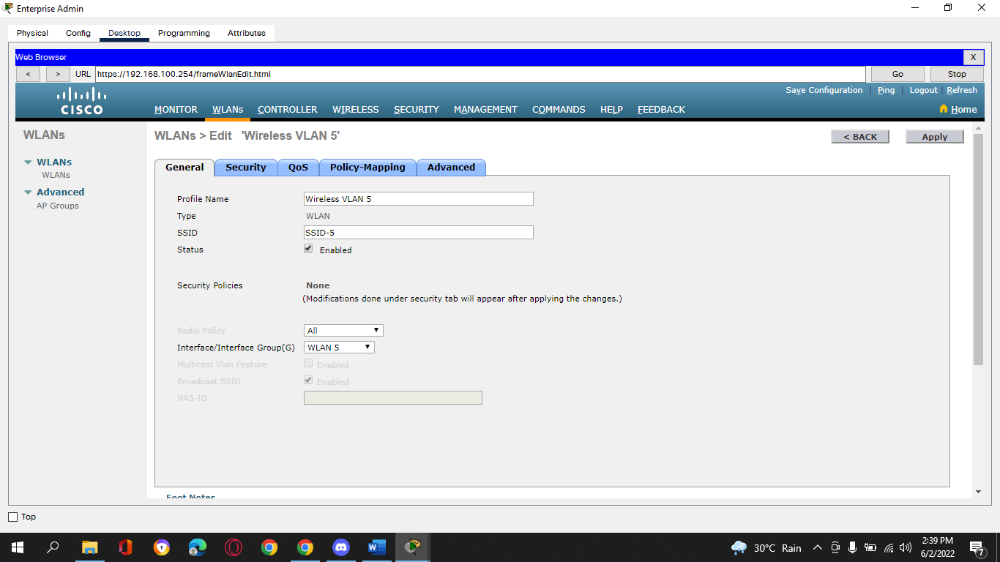 Enterprise Admin
Physical Config Desktop Programming Attributes
Web Browser X
< > URL https://192.168.100.254/frameWlanEdit.html Go Stop
Save Configuration | Ping | Logout | Refresh
CISCO
MONITOR WLANs CONTROLLER WIRELESS SECURITY MANAGEMENT COMMANDS HELP FEEDBACK Home
WLANs
WLANs
WLANs
Advanced
AP Groups
WLANs > Edit 'Wireless VLAN 5'
< BACK Apply
General Security QoS Policy-Mapping Advanced
Profile Name Wireless VLAN 5
Type WLAN
SSID SSID-5
Status Enabled
Security Policies None
(Modifications done under security tab will appear after applying the changes.)
Radio Policy All
Interface/Interface Group(G) WLAN 5
Multicast Vlan Feature Enabled
Broadcast SSID Enabled
NAS-ID
Foot Notes
Top
30°C Rain
2:39 PM
6/2/2022
7